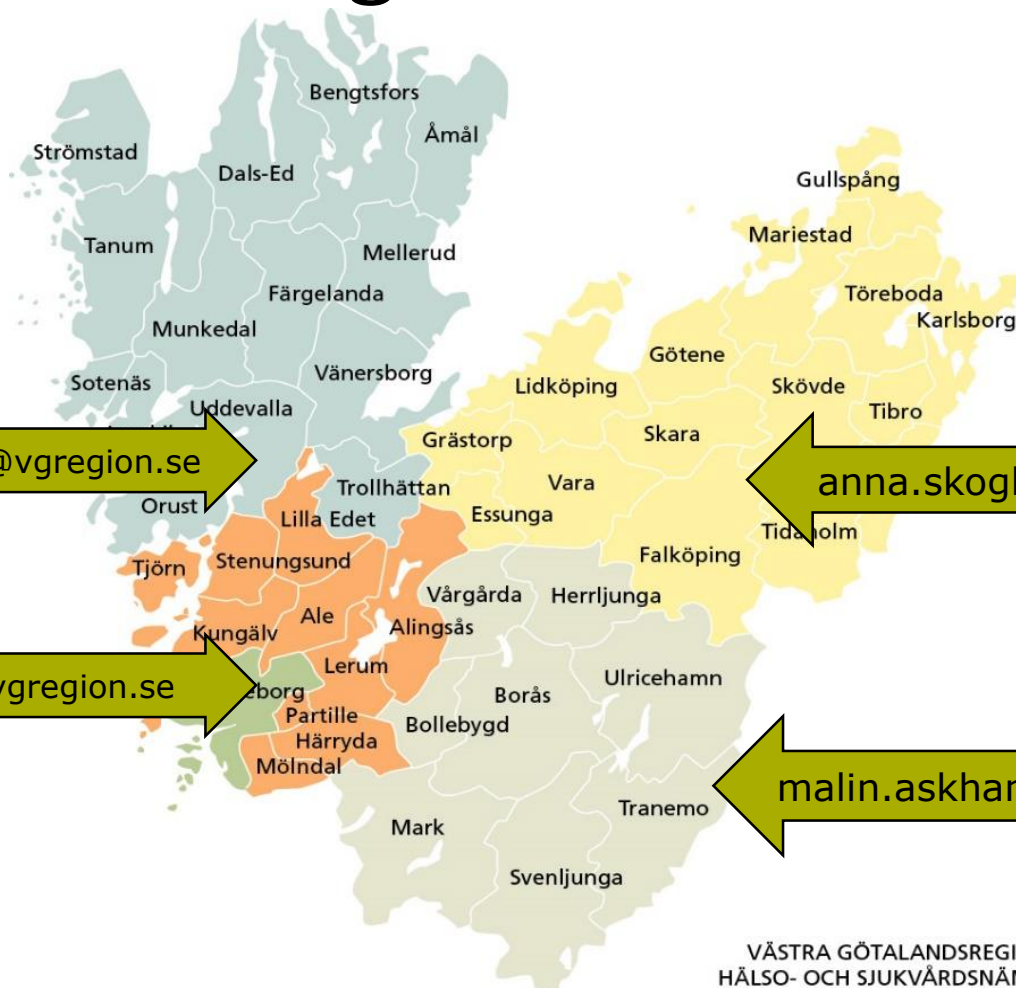 Bengtsfors
Åmål
Strömstad
Dals-Ed
Gullspång
Mariestad
Tanum
Mellerud
Färgelanda
Töreboda
Karlsborg
Munkedal
Götene
Vänersborg
Sotenäs
Lidköping
Skövde
Uddevalla
Tibro
Skara
Grästorp
@vgregion.se
Vara
Trollhättan
anna.skogl
Orust
Lilla Edet
Essunga
Tidaholm
Falköping
Tjörn
Stenungsund
Vårgårda
Herrljunga
Ale
Alingsås
Kungälv
Lerum
Ulricehamn
vgregion.se
eborg
Borås
Partille
Bollebygd
Härryda
Mölndal
malin.askhar
Tranemo
Mark
Svenljunga
VÄSTRA GÖTALANDSREGI
HÄLSO- OCH SJUKVÅRDSNÄM